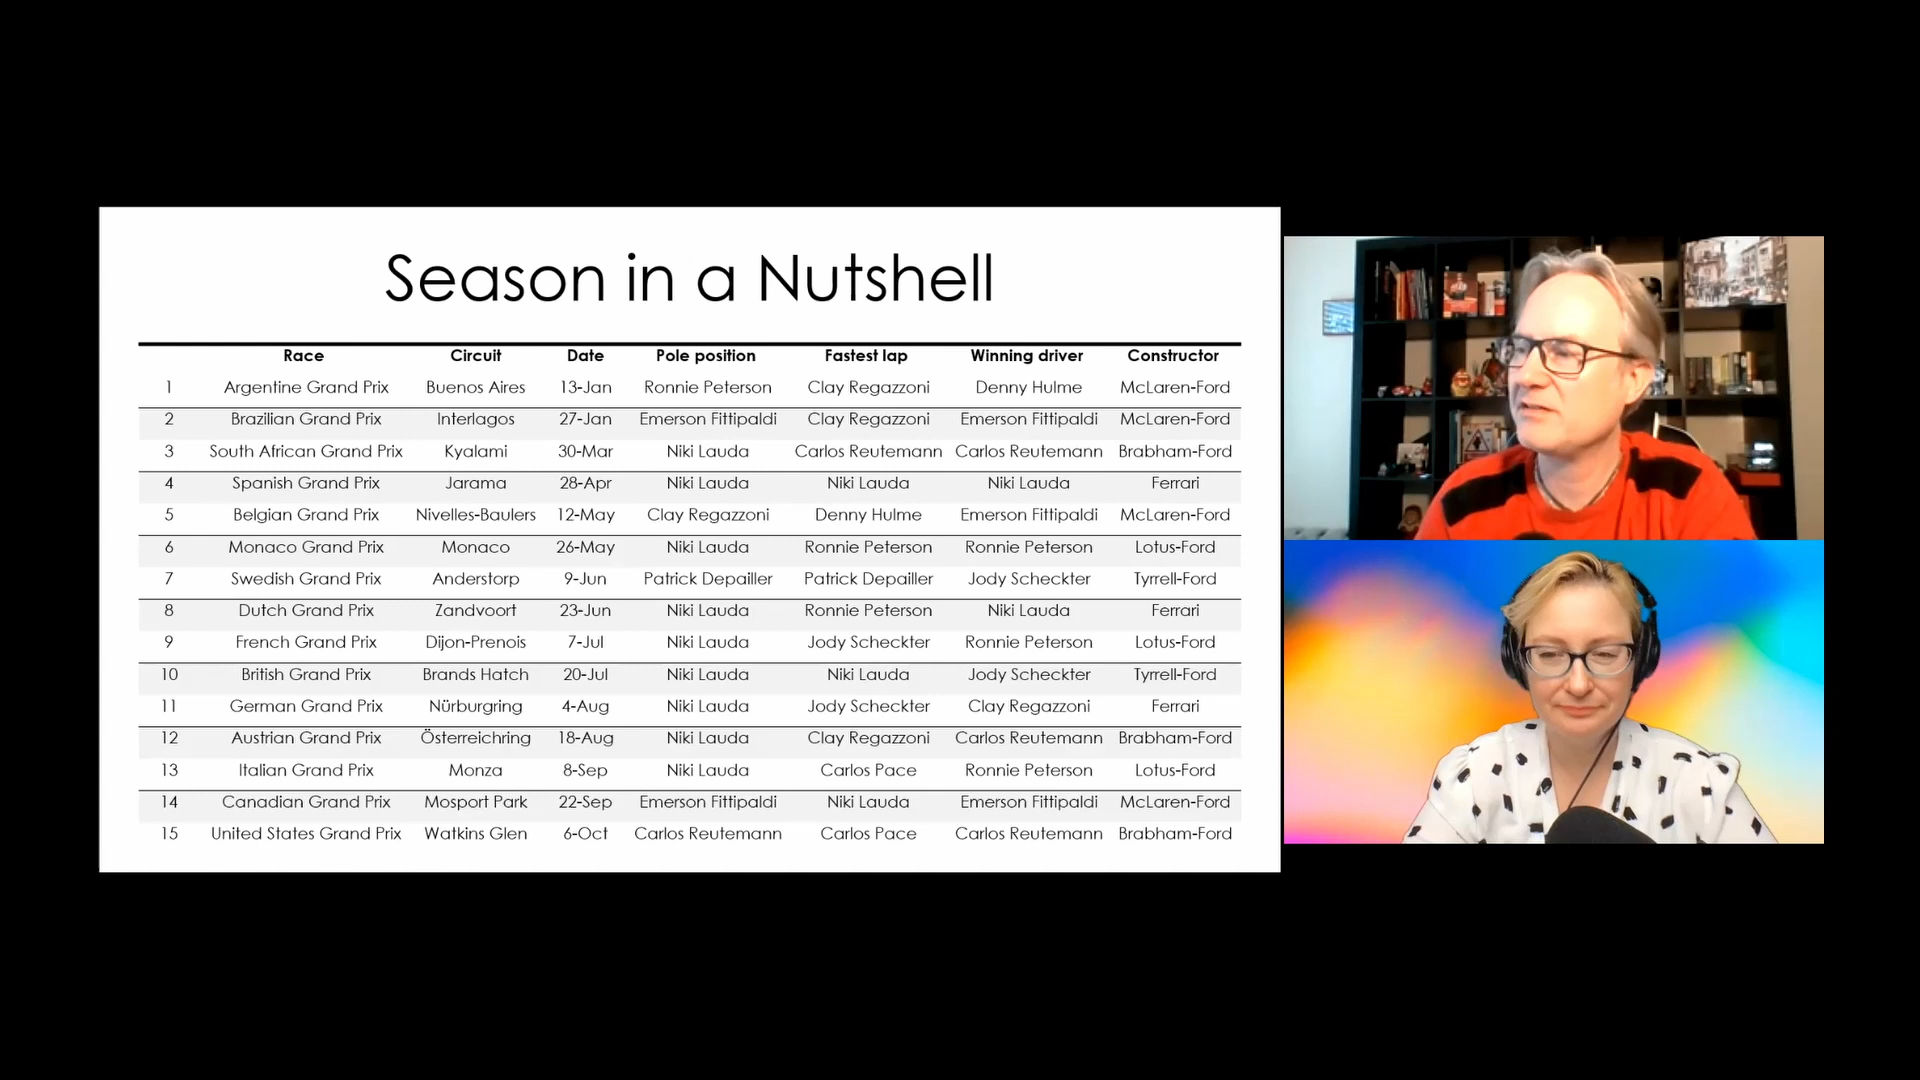 Season in a Nutshell
Race Circuit Date Pole position Fastest lap Winning driver Constructor
1 Argentine Grand Prix Buenos Aires 13-Jan Ronnie Peterson Clay Regazzoni Denny Hulme McLaren-Ford
2 Brazilian Grand Prix Interlagos 27-Jan Emerson Fittipaldi Clay Regazzoni Emerson Fittipaldi McLaren-Ford
3 South African Grand Prix Kyalami 30-Mar Niki Lauda Carlos Reutemann Carlos Reutemann Brabham-Ford
4 Spanish Grand Prix Jarama 28-Apr Niki Lauda Niki Lauda Niki Lauda Ferrari
5 Belgian Grand Prix Nivelles-Baulers 12-May Clay Regazzoni Denny Hulme Emerson Fittipaldi McLaren-Ford
6 Monaco Grand Prix Monaco 26-May Niki Lauda Ronnie Peterson Ronnie Peterson Lotus-Ford
7 Swedish Grand Prix Anderstorp 9-Jun Patrick Depailler Patrick Depailler Jody Scheckter Tyrrell-Ford
8 Dutch Grand Prix Zandvoort 23-Jun Niki Lauda Ronnie Peterson Niki Lauda Ferrari
9 French Grand Prix Dijon-Prenois 7-Jul Niki Lauda Jody Scheckter Ronnie Peterson Lotus-Ford
10 British Grand Prix Brands Hatch 20-Jul Niki Lauda Niki Lauda Jody Scheckter Tyrrell-Ford
11 German Grand Prix Nürburgring 4-Aug Niki Lauda Jody Scheckter Clay Regazzoni Ferrari
12 Austrian Grand Prix Österreichring 18-Aug Niki Lauda Clay Regazzoni Carlos Reutemann Brabham-Ford
13 Italian Grand Prix Monza 8-Sep Niki Lauda Carlos Pace Ronnie Peterson Lotus-Ford
14 Canadian Grand Prix Mosport Park 22-Sep Emerson Fittipaldi Niki Lauda Emerson Fittipaldi McLaren-Ford
15 United States Grand Prix Watkins Glen 6-Oct Carlos Reutemann Carlos Pace Carlos Reutemann Brabham-Ford